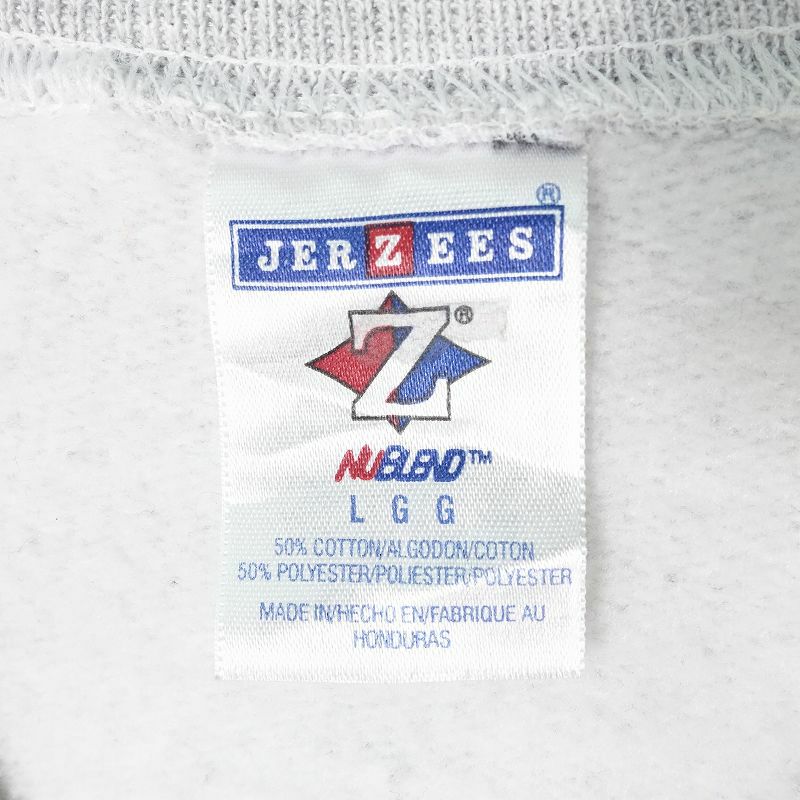 ®
JERZEES
Z®
NUBLEND™
L G G
50% COTTON/ALGODON/COTON
50% POLYESTER/POLIESTER/POLYESTER
MADE IN/HECHO EN/FABRIQUE AU
HONDURAS